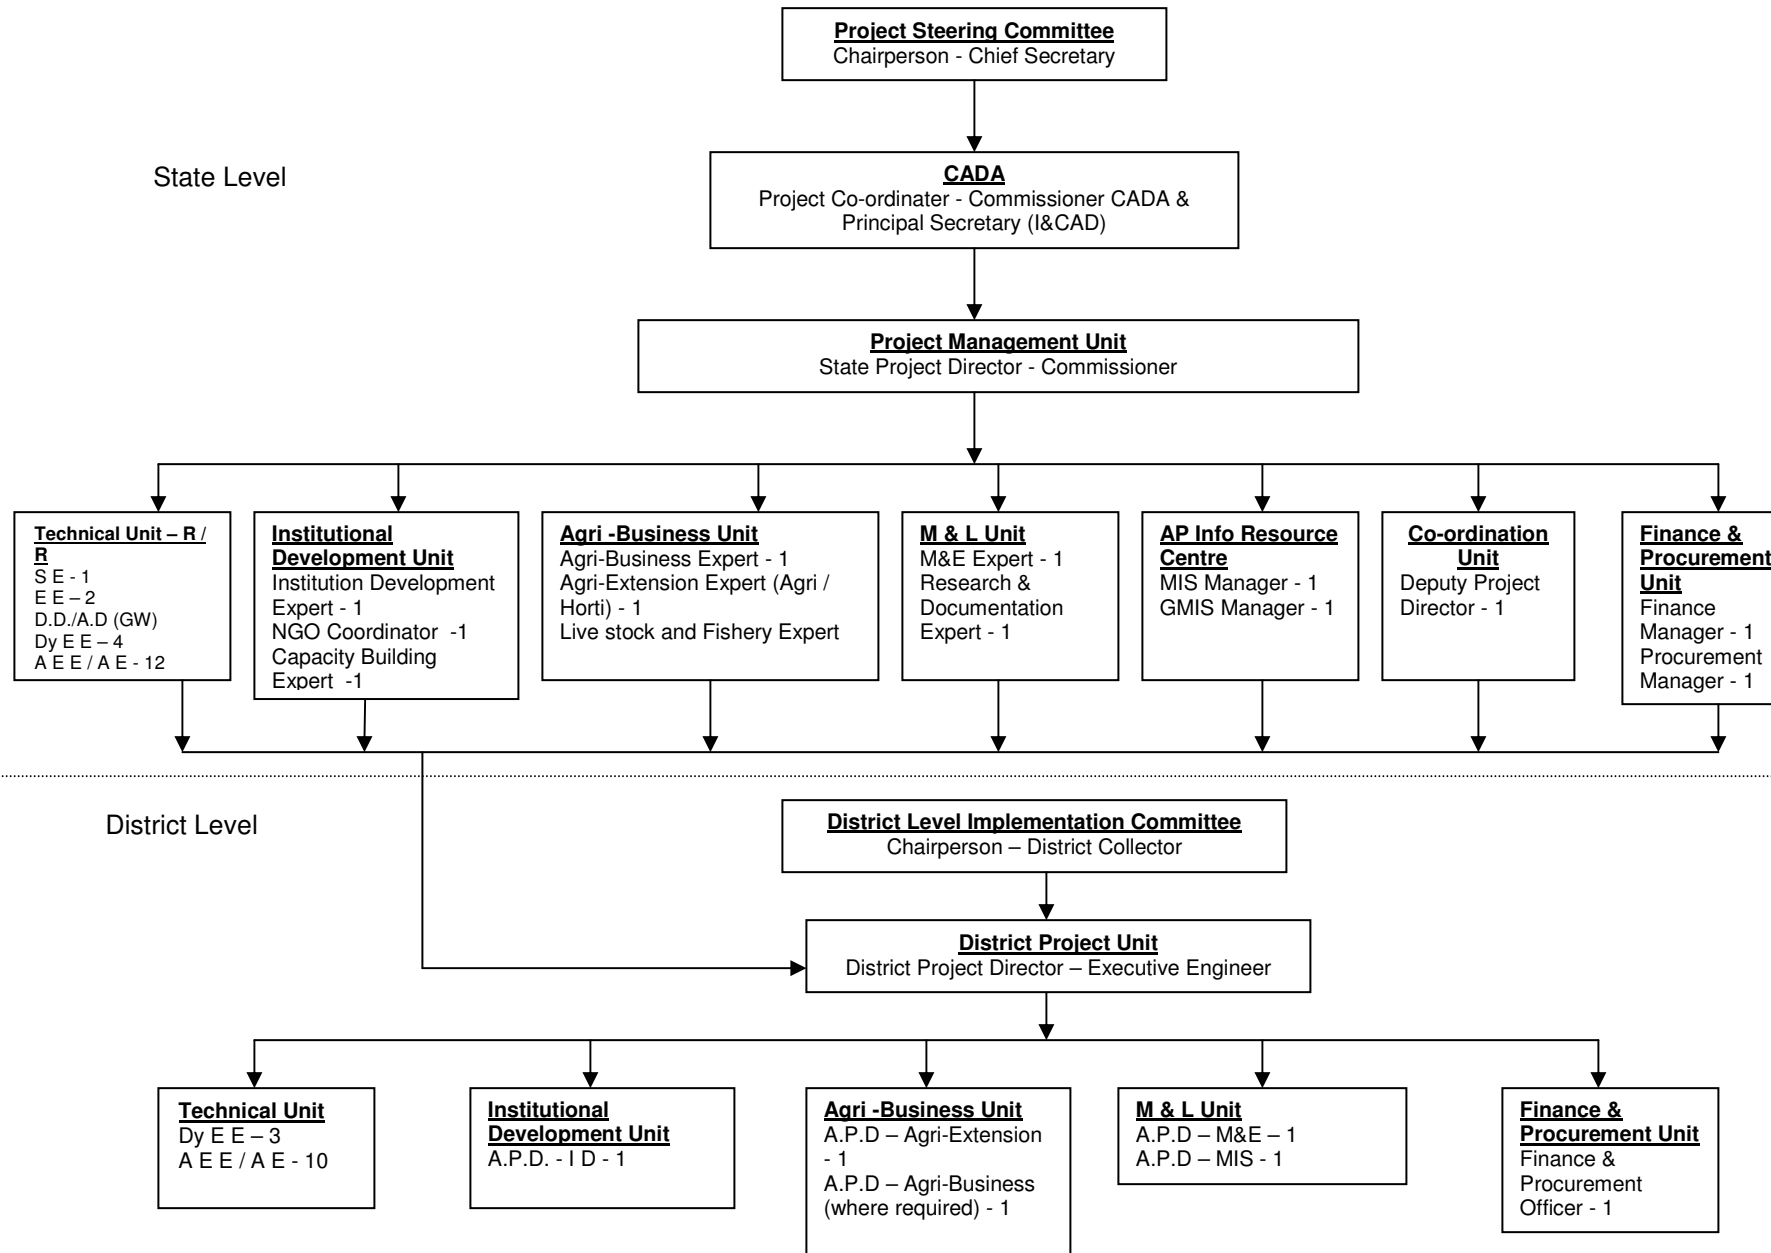 Project Steering Committee
Chairperson - Chief Secretary
State Level
CADA
Project Co-ordinater - Commissioner CADA &
Principal Secretary (I&CAD)
Project Management Unit
State Project Director - Commissioner
Technical Unit – R /
R
S E - 1
E E – 2
D.D./A.D (GW)
Dy E E – 4
A E E / A E - 12
Institutional
Development Unit
Institution Development
Expert - 1
NGO Coordinator -1
Capacity Building
Expert -1
Agri -Business Unit
Agri-Business Expert - 1
Agri-Extension Expert (Agri /
Horti) - 1
Live stock and Fishery Expert
M & L Unit
M&E Expert - 1
Research &
Documentation
Expert - 1
AP Info Resource
Centre
MIS Manager - 1
GMIS Manager - 1
Co-ordination
Unit
Deputy Project
Director - 1
Finance &
Procurement
Unit
Finance
Manager - 1
Procurement
Manager - 1
District Level
District Level Implementation Committee
Chairperson – District Collector
District Project Unit
District Project Director – Executive Engineer
Technical Unit
Dy E E – 3
A E E / A E - 10
Institutional
Development Unit
A.P.D. - I D - 1
Agri -Business Unit
A.P.D – Agri-Extension
- 1
A.P.D – Agri-Business
(where required) - 1
M & L Unit
A.P.D – M&E – 1
A.P.D – MIS - 1
Finance &
Procurement Unit
Finance &
Procurement
Officer - 1